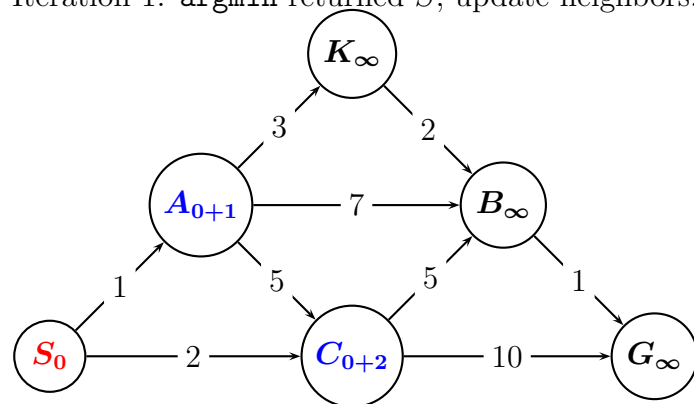 Iteration 1: argmin returned S, update neighbors.
K∞
3
2
A0+1
7
B∞
1
5
5
1
S0
2
C0+2
10
G∞